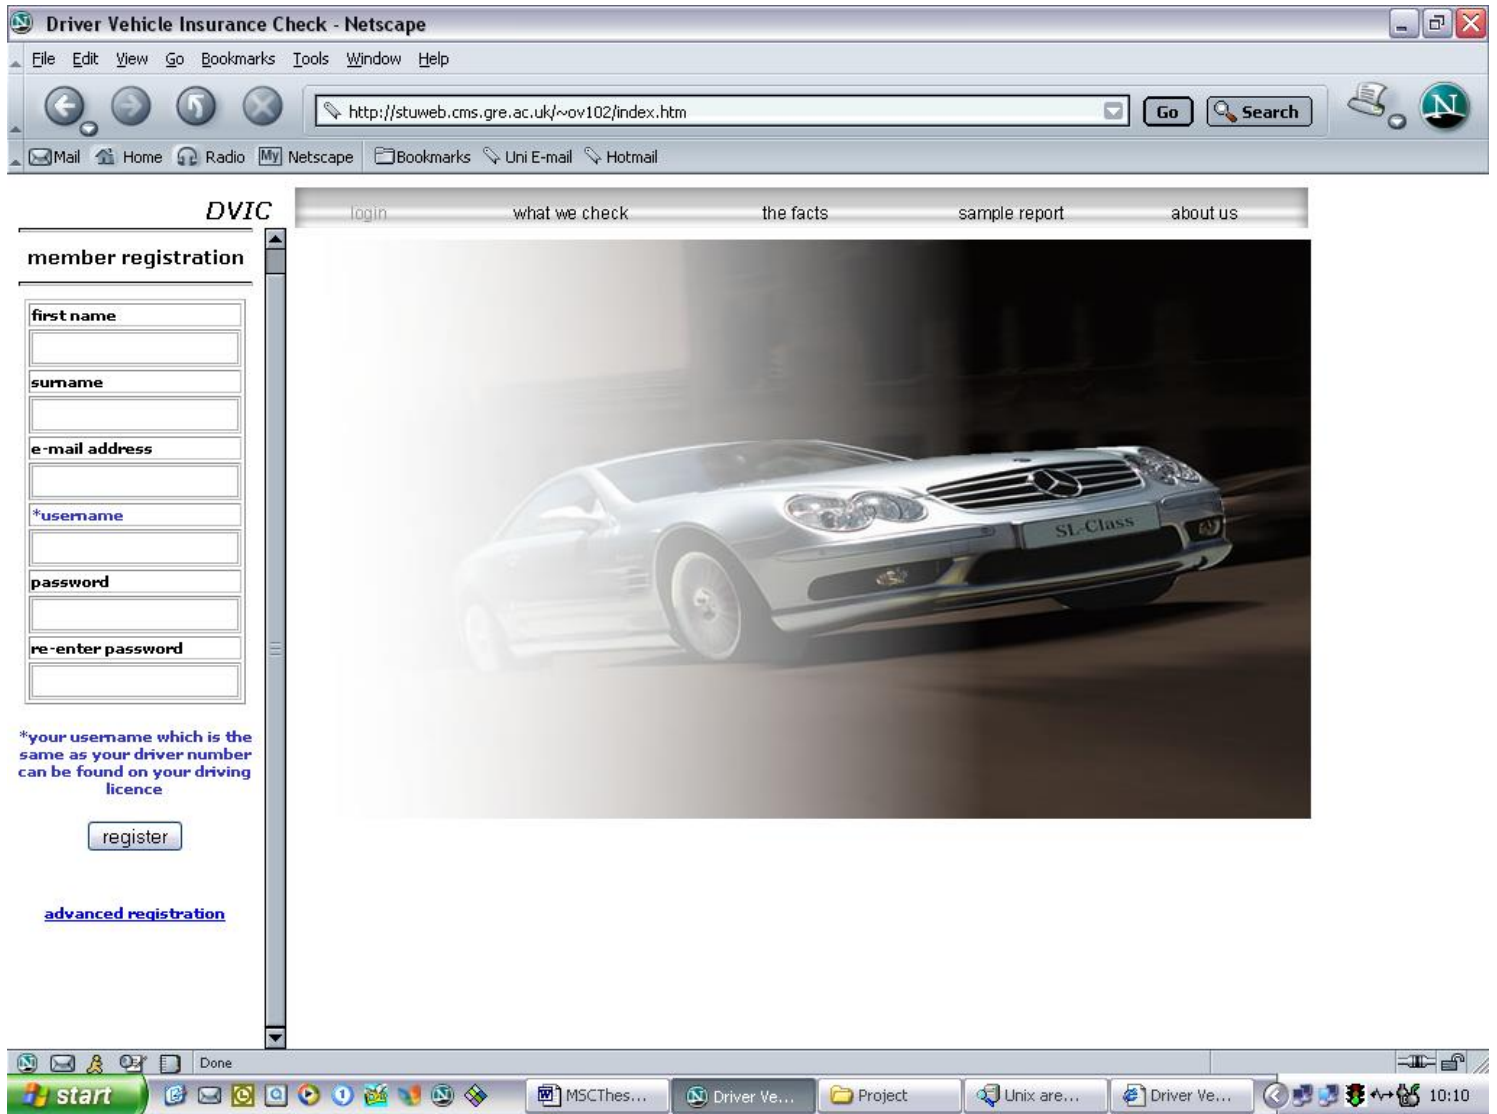 Driver Vehicle Insurance Check - Netscape
File Edit View Go Bookmarks Tools Window Help
http://stuweb.cms.gre.ac.uk/~ov102/index.htm Go Search N
Mail Home Radio My Netscape Bookmarks Uni E-mail Hotmail
DVIC
login what we check the facts sample report about us
member registration
first name
surname
e-mail address
*username
password
re-enter password
*your username which is the
same as your driver number
can be found on your driving
licence
register
advanced registration
SL-Class
Done
start MSCThes... Driver Ve... Project Unix are... Driver Ve... 10:10